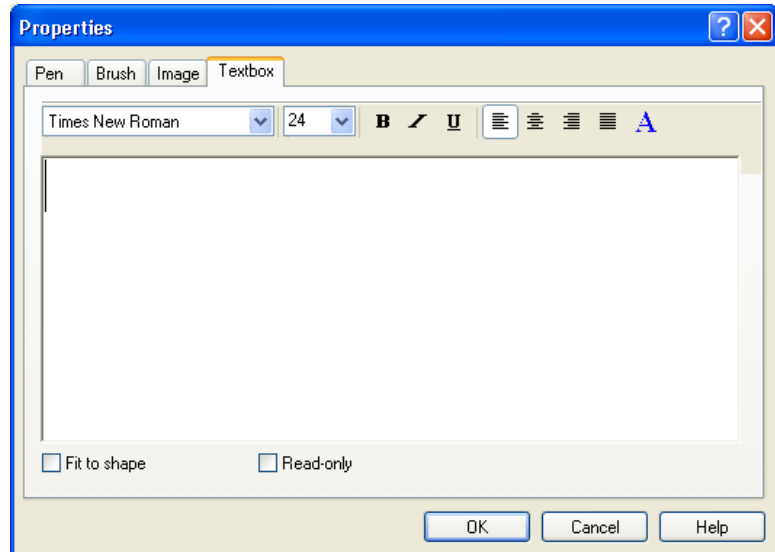 Properties
Pen Brush Image Textbox
Times New Roman 24 B I U A
Fit to shape Read-only
OK Cancel Help